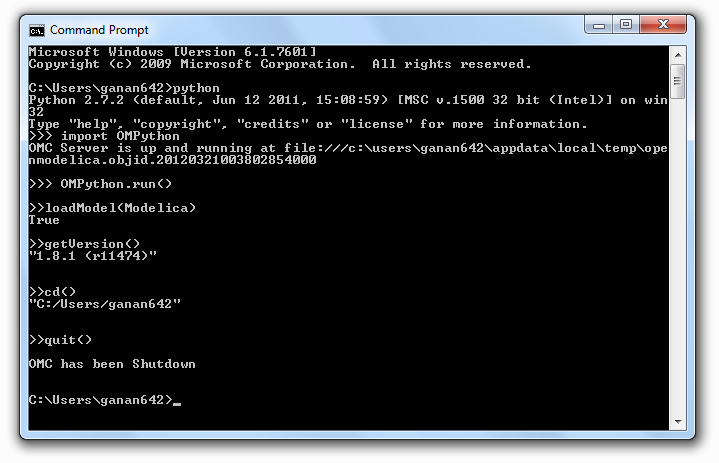 Command Prompt
Microsoft Windows [Version 6.1.7601]
Copyright (c) 2009 Microsoft Corporation.  All rights reserved.
C:\Users\ganan642>python
Python 2.7.2 (default, Jun 12 2011, 15:08:59) [MSC v.1500 32 bit (Intel)] on win
32
Type "help", "copyright", "credits" or "license" for more information.
>>> import OMPython
OMC Server is up and running at file:///c:\users\ganan642\appdata\local\temp\ope
nmodelica.objid.20120321003802854000
>>> OMPython.run()
>>loadModel(Modelica)
True
>>getVersion()
"1.8.1 (r11474)"
>>cd()
"C:/Users/ganan642"
>>quit()
OMC has been Shutdown
C:\Users\ganan642>_